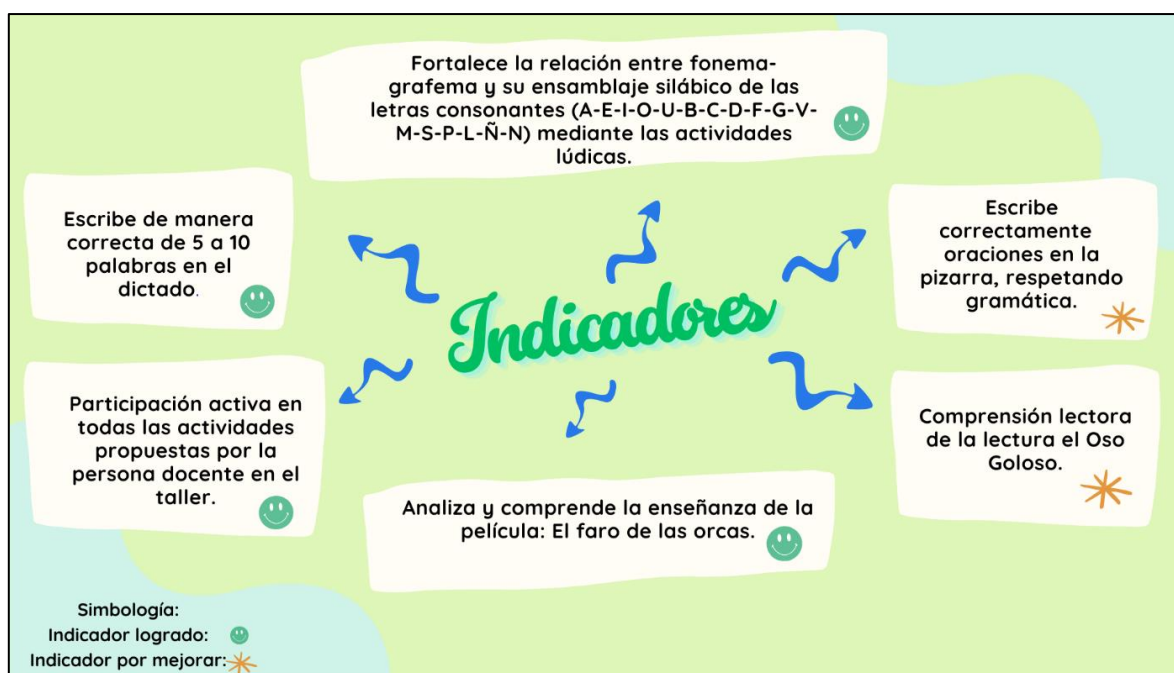 Fortalece la relación entre fonema-
grafema y su ensamblaje silábico de las
letras consonantes (A-E-I-O-U-B-C-D-F-G-V-
M-S-P-L-Ñ-N) mediante las actividades
lúdicas.
Escribe de manera
correcta de 5 a 10
palabras en el
dictado.
Escribe
correctamente
oraciones en la
pizarra, respetando
gramática.
Indicadores
Participación activa en
todas las actividades
propuestas por la
persona docente en el
taller.
Comprensión lectora
de la lectura el Oso
Goloso.
Analiza y comprende la enseñanza de la
película: El faro de las orcas.
Simbología:
Indicador logrado:
Indicador por mejorar: